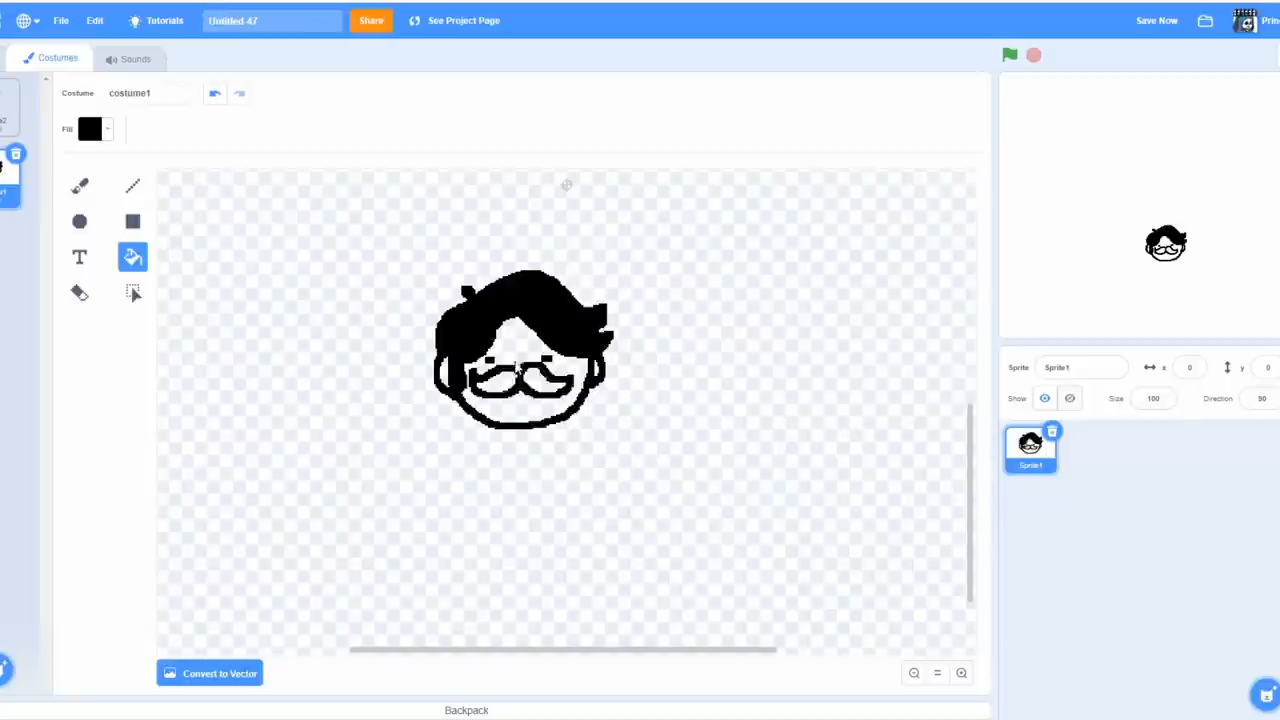 File Edit Tutorials Untitled 47 Share See Project Page Save Now
Costumes Sounds
Costume costume1
Fill
T
Sprite Sprite1 x 0 y 0
Show Size 100 Direction 90
Sprite1
Convert to Vector
Backpack